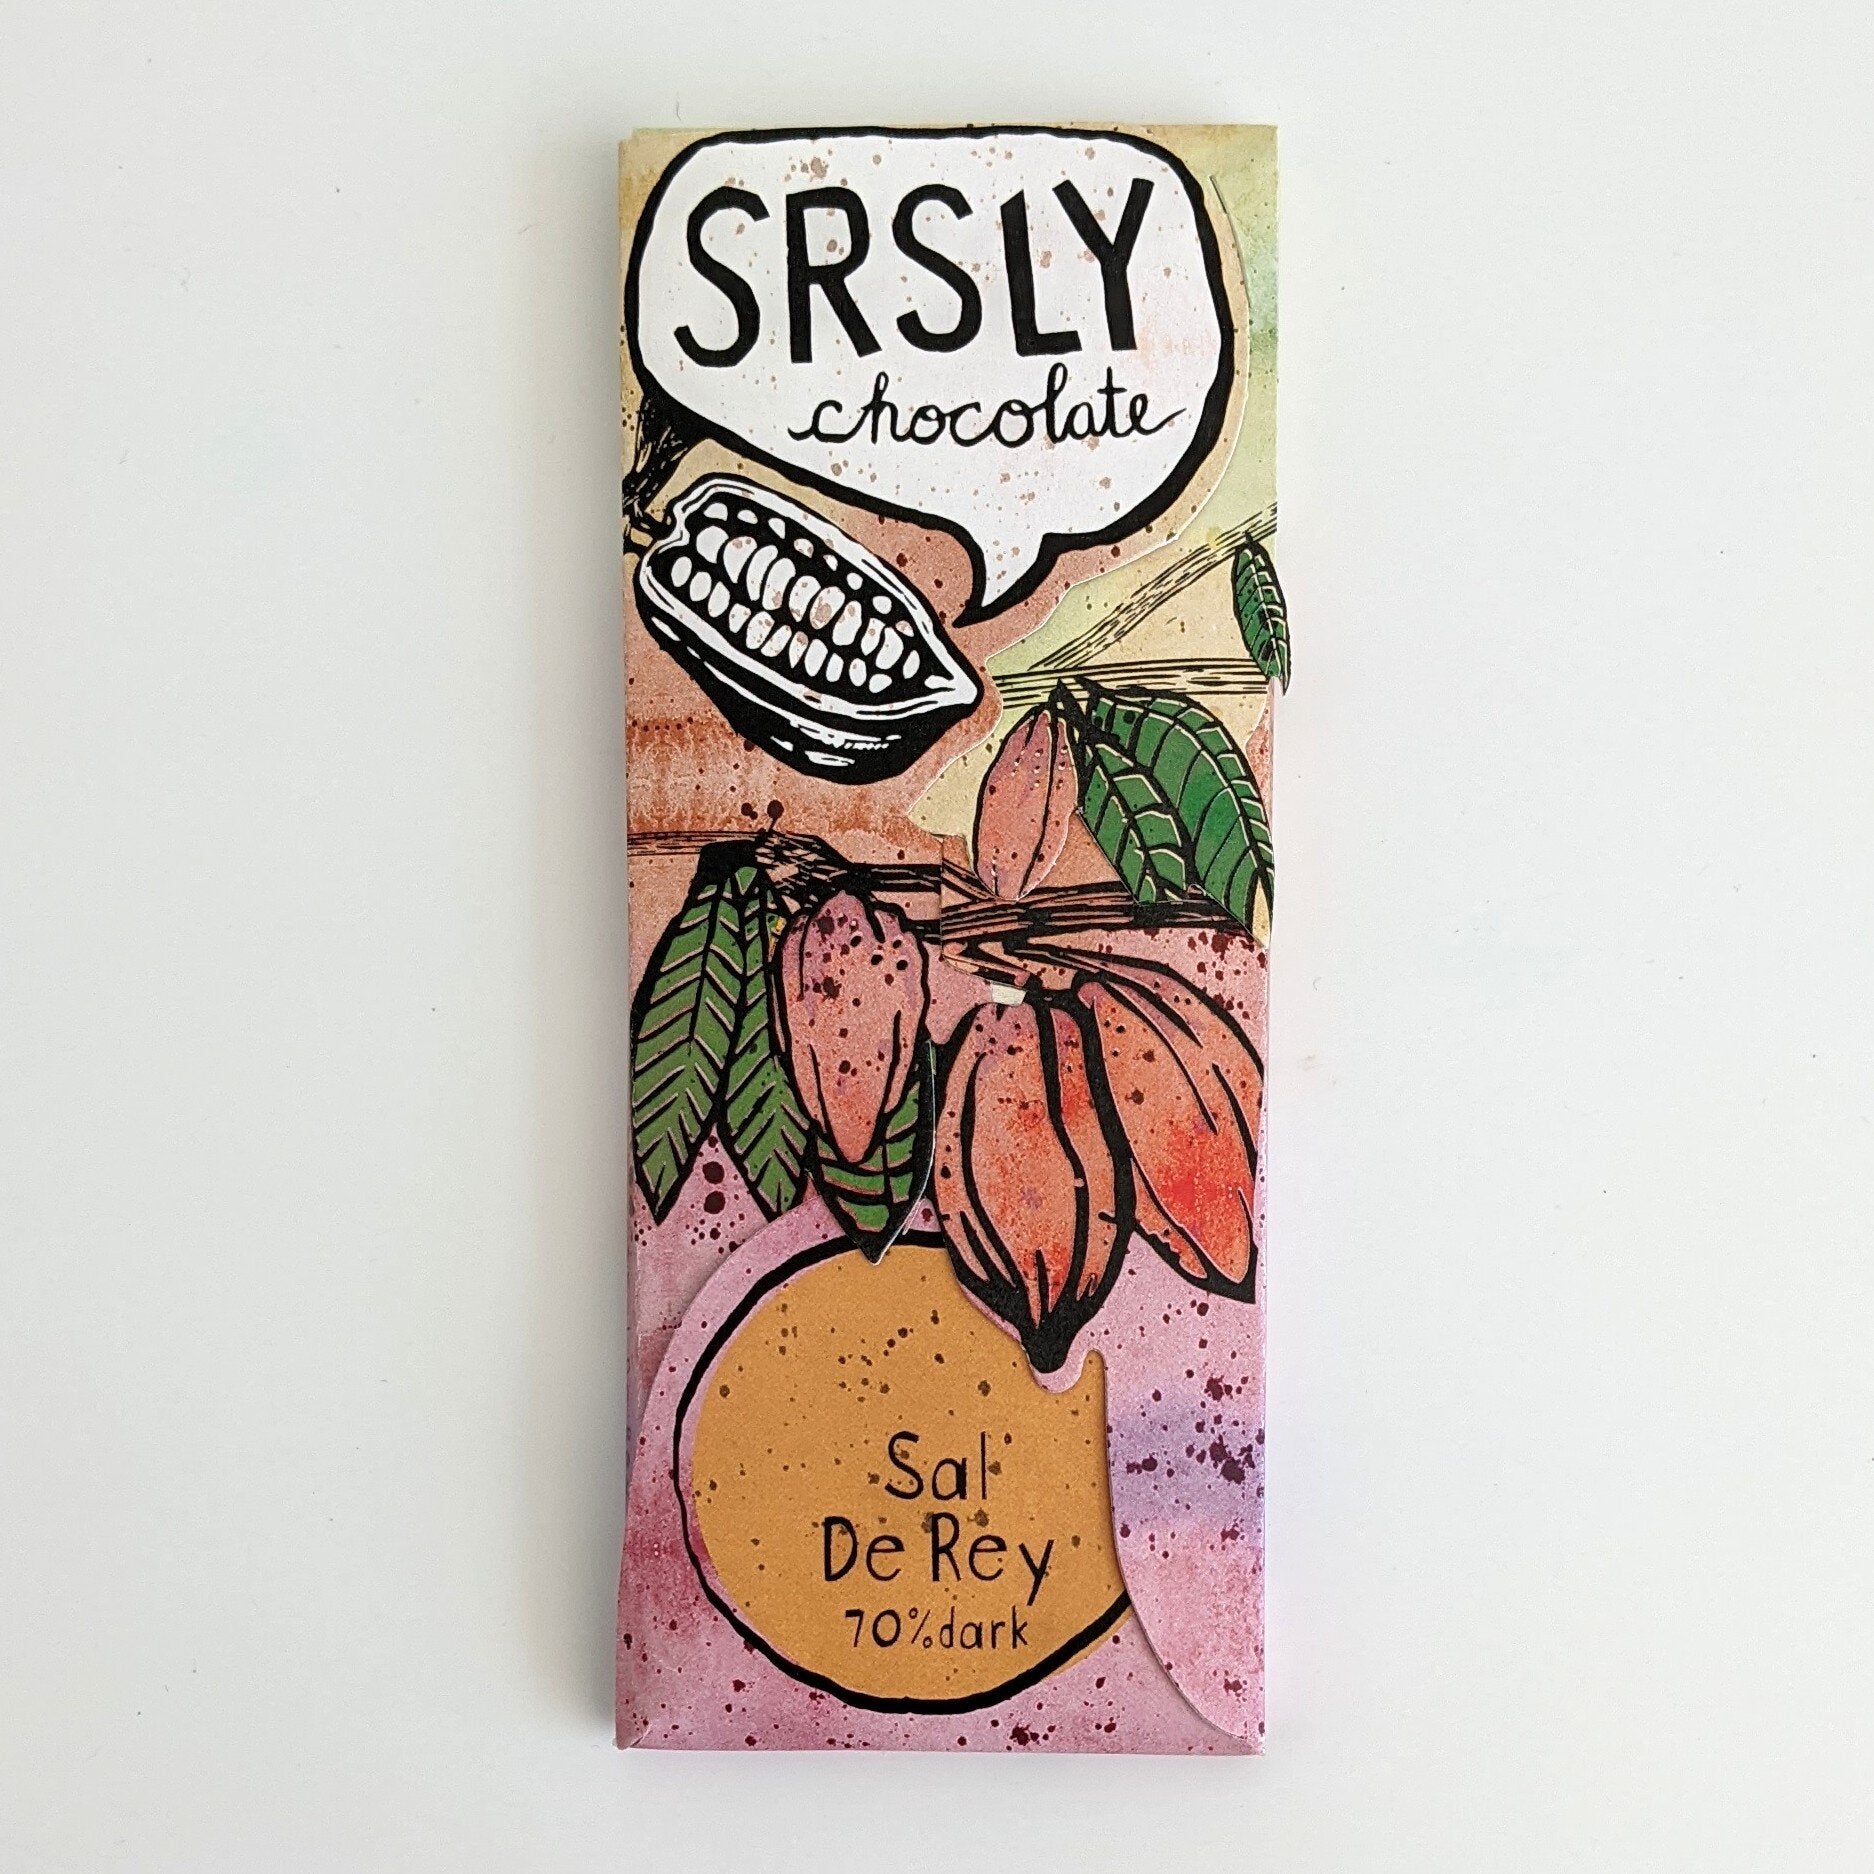 SRSLY
chocolate
Sal
De Rey
70% dark